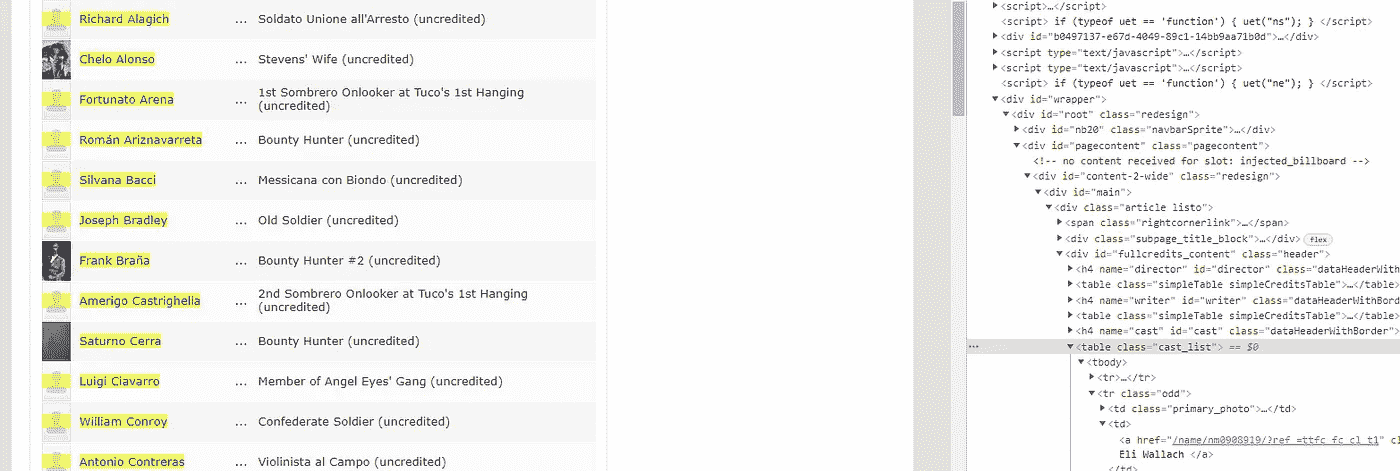 Richard Alagich ... Soldato Unione all'Arresto (uncredited)
Chelo Alonso ... Stevens' Wife (uncredited)
Fortunato Arena ... 1st Sombrero Onlooker at Tuco's 1st Hanging
(uncredited)
Román Ariznavarreta ... Bounty Hunter (uncredited)
Silvana Bacci ... Messicana con Biondo (uncredited)
Joseph Bradley ... Old Soldier (uncredited)
Frank Braña ... Bounty Hunter #2 (uncredited)
Amerigo Castrighella ... 2nd Sombrero Onlooker at Tuco's 1st Hanging
(uncredited)
Saturno Cerra ... Bounty Hunter (uncredited)
Luigi Ciavarro ... Member of Angel Eyes' Gang (uncredited)
William Conroy ... Confederate Soldier (uncredited)
Antonio Contreras ... Violinista al Campo (uncredited)
<script>…</script>
<script> if (typeof uet == 'function') { uet("ns"); } </script>
<div id="b0497137-e67d-4049-89c1-14bb9aa71b0d">…</div>
<script type="text/javascript">…</script>
<script type="text/javascript">…</script>
<script> if (typeof uet == 'function') { uet("ne"); } </script>
<div id="wrapper">
<div id="root" class="redesign">
<div id="nb20" class="navbarSprite">…</div>
<div id="pagecontent" class="pagecontent">
<!-- no content received for slot: injected_billboard -->
<div id="content-2-wide" class="redesign">
<div id="main">
<div class="article listo">
<span class="rightcornerlink">…</span>
<div class="subpage_title_block">…</div> flex
<div id="fullcredits_content" class="header">
<h4 name="director" id="director" class="dataHeaderWith
<table class="simpleTable simpleCreditsTable">…</table>
<h4 name="writer" id="writer" class="dataHeaderWithBord
<table class="simpleTable simpleCreditsTable">…</table>
<h4 name="cast" id="cast" class="dataHeaderWithBorder">
... <table class="cast_list"> == $0
<tbody>
<tr>…</tr>
<tr class="odd">
<td class="primary_photo">…</td>
<td>
<a href="/name/nm0908919/?ref_=ttfc_fc_cl_t1" cl
Eli Wallach </a>
</td>